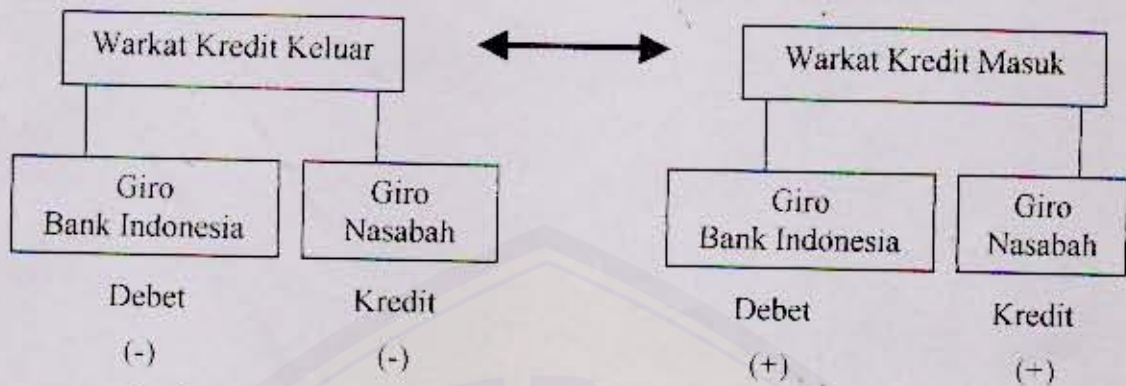 Warkat Kredit Keluar
Warkat Kredit Masuk
Giro
Bank Indonesia
Giro
Nasabah
Giro
Bank Indonesia
Giro
Nasabah
Debet
Kredit
Debet
Kredit
(-)
(-)
(+)
(+)